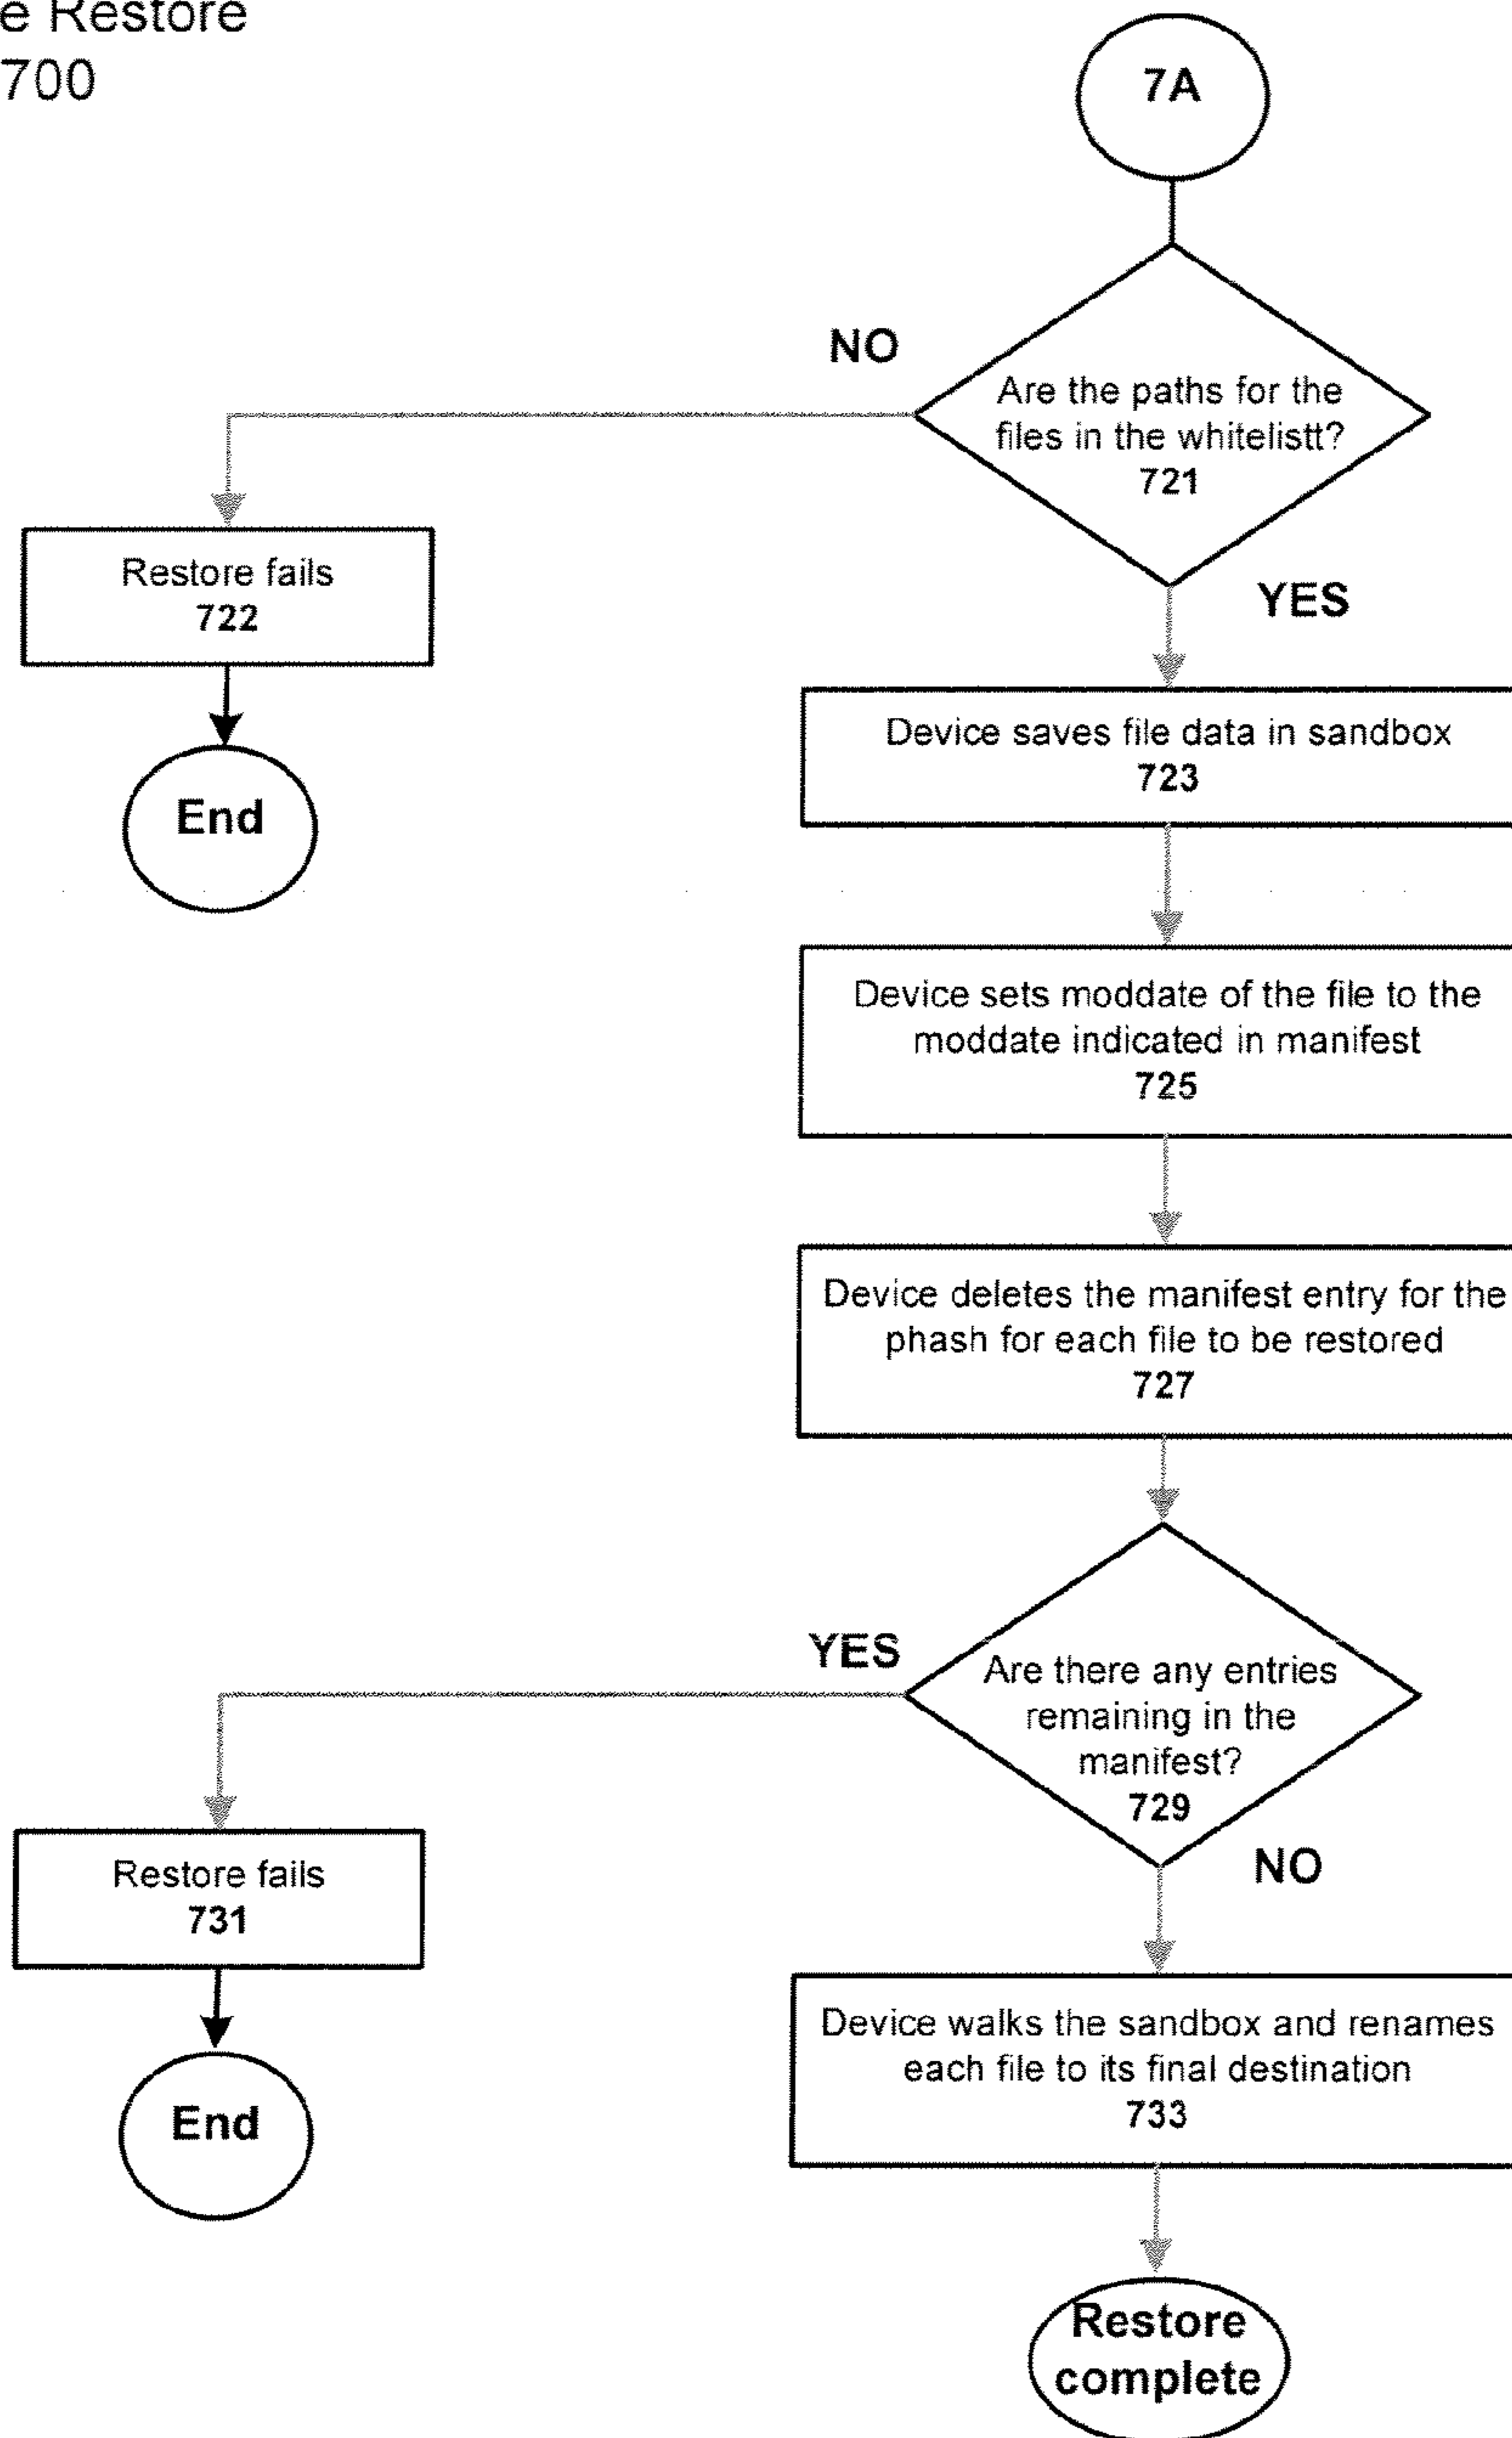 e Restore
700
7A
NO
Are the paths for the
files in the whitelistt?
721
YES
Restore fails
722
End
Device saves file data in sandbox
723
Device sets moddate of the file to the
moddate indicated in manifest
725
Device deletes the manifest entry for the
phash for each file to be restored
727
YES
Are there any entries
remaining in the
manifest?
729
NO
Restore fails
731
End
Device walks the sandbox and renames
each file to its final destination
733
Restore
complete